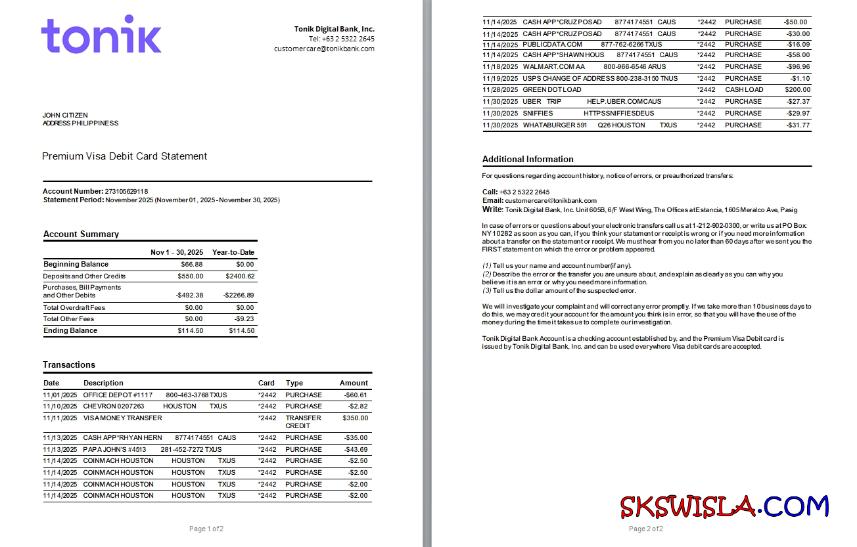 tonik
Tonik Digital Bank, Inc.
Tel: +63 2 5322 2645
customercare@tonikbank.com
JOHN CITIZEN
ADDRESS PHILIPPINESS
Premium Visa Debit Card Statement
Account Number: 273105629118
Statement Period: November 2025 (November 01, 2025 - November 30, 2025)
Account Summary
Nov 1 - 30, 2025 Year-to-Date
Beginning Balance $66.88 $0.00
Deposits and Other Credits $550.00 $2400.62
Purchases, Bill Payments
and Other Debits -$492.38 -$2266.89
Total Overdraft Fees $0.00 $0.00
Total Other Fees $0.00 -$9.23
Ending Balance $114.50 $114.50
Transactions
Date Description Card Type Amount
11/01/2025 OFFICE DEPOT #1117 800-463-3768 TXUS *2442 PURCHASE -$60.61
11/10/2025 CHEVRON 0207263 HOUSTON TXUS *2442 PURCHASE -$2.82
11/11/2025 VISA MONEY TRANSFER *2442 TRANSFER $350.00
CREDIT
11/13/2025 CASH APP*RHYAN HERN 8774174551 CAUS *2442 PURCHASE -$35.00
11/13/2025 PAPA JOHN'S #4513 281-452-7272 TXUS *2442 PURCHASE -$43.69
11/14/2025 COINMACH HOUSTON HOUSTON TXUS *2442 PURCHASE -$2.50
11/14/2025 COINMACH HOUSTON HOUSTON TXUS *2442 PURCHASE -$2.50
11/14/2025 COINMACH HOUSTON HOUSTON TXUS *2442 PURCHASE -$2.00
11/14/2025 COINMACH HOUSTON HOUSTON TXUS *2442 PURCHASE -$2.00
Page 1 of 2
11/14/2025 CASH APP*CRUZ POSAD 8774174551 CAUS *2442 PURCHASE -$50.00
11/14/2025 CASH APP*CRUZ POSAD 8774174551 CAUS *2442 PURCHASE -$30.00
11/14/2025 PUBLICDATA.COM 877-762-6266 TXUS *2442 PURCHASE -$16.09
11/14/2025 CASH APP*SHAWN HOUS 8774174551 CAUS *2442 PURCHASE -$58.00
11/18/2025 WALMART.COM AA 800-966-6546 ARUS *2442 PURCHASE -$96.96
11/19/2025 USPS CHANGE OF ADDRESS 800-238-3150 TNUS *2442 PURCHASE -$1.10
11/28/2025 GREEN DOT LOAD *2442 CASH LOAD $200.00
11/30/2025 UBER TRIP HELP.UBER.COMCAUS *2442 PURCHASE -$27.37
11/30/2025 SNIFFIES HTTPSSNIFFIESDEUS *2442 PURCHASE -$29.97
11/30/2025 WHATABURGER 591 Q26 HOUSTON TXUS *2442 PURCHASE -$31.77
Additional Information
For questions regarding account history, notice of errors, or preauthorized transfers:
Call: +63 2 5322 2645
Email: customercare@tonikbank.com
Write: Tonik Digital Bank, Inc. Unit 605B, 6/F West Wing, The Offices at Estancia, 1605 Meralco Ave, Pasig
In case of errors or questions about your electronic transfers call us at 1-212-902-0300, or write us at PO Box:
NY 10282 as soon as you can, if you think your statement or receipt is wrong or if you need more information
about a transfer on the statement or receipt. We must hear from you no later than 60 days after we sent you the
FIRST statement on which the error or problem appeared.
(1) Tell us your name and account number(if any).
(2) Describe the error or the transfer you are unsure about, and explain as clearly as you can why you
believe it is an error or why you need more information.
(3) Tell us the dollar amount of the suspected error.
We will investigate your complaint and will correct any error promptly. If we take more than 10 business days to
do this, we may credit your account for the amount you think is in error, so that you will have the use of the
money during the time it takes us to complete our investigation.
Tonik Digital Bank Account is a checking account established by, and the Premium Visa Debit card is
issued by Tonik Digital Bank, Inc. and can be used everywhere Visa debit cards are accepted.
SKSWISLA.COM
Page 2 of 2